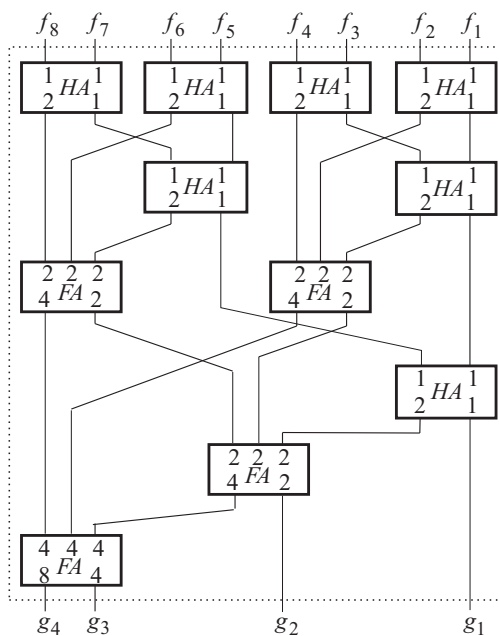 f8 f7 f6 f5 f4 f3 f2 f1
1 HA 1 1 HA 1 1 HA 1 1 HA 1
2 1 2 1 2 1 2 1
1 HA 1 1 HA 1
2 1 2 1
2 2 2 2 2 2
4 FA 2 4 FA 2
1 HA 1
2 1
2 2 2
4 FA 2
4 4 4
8 FA 4
g4 g3 g2 g1